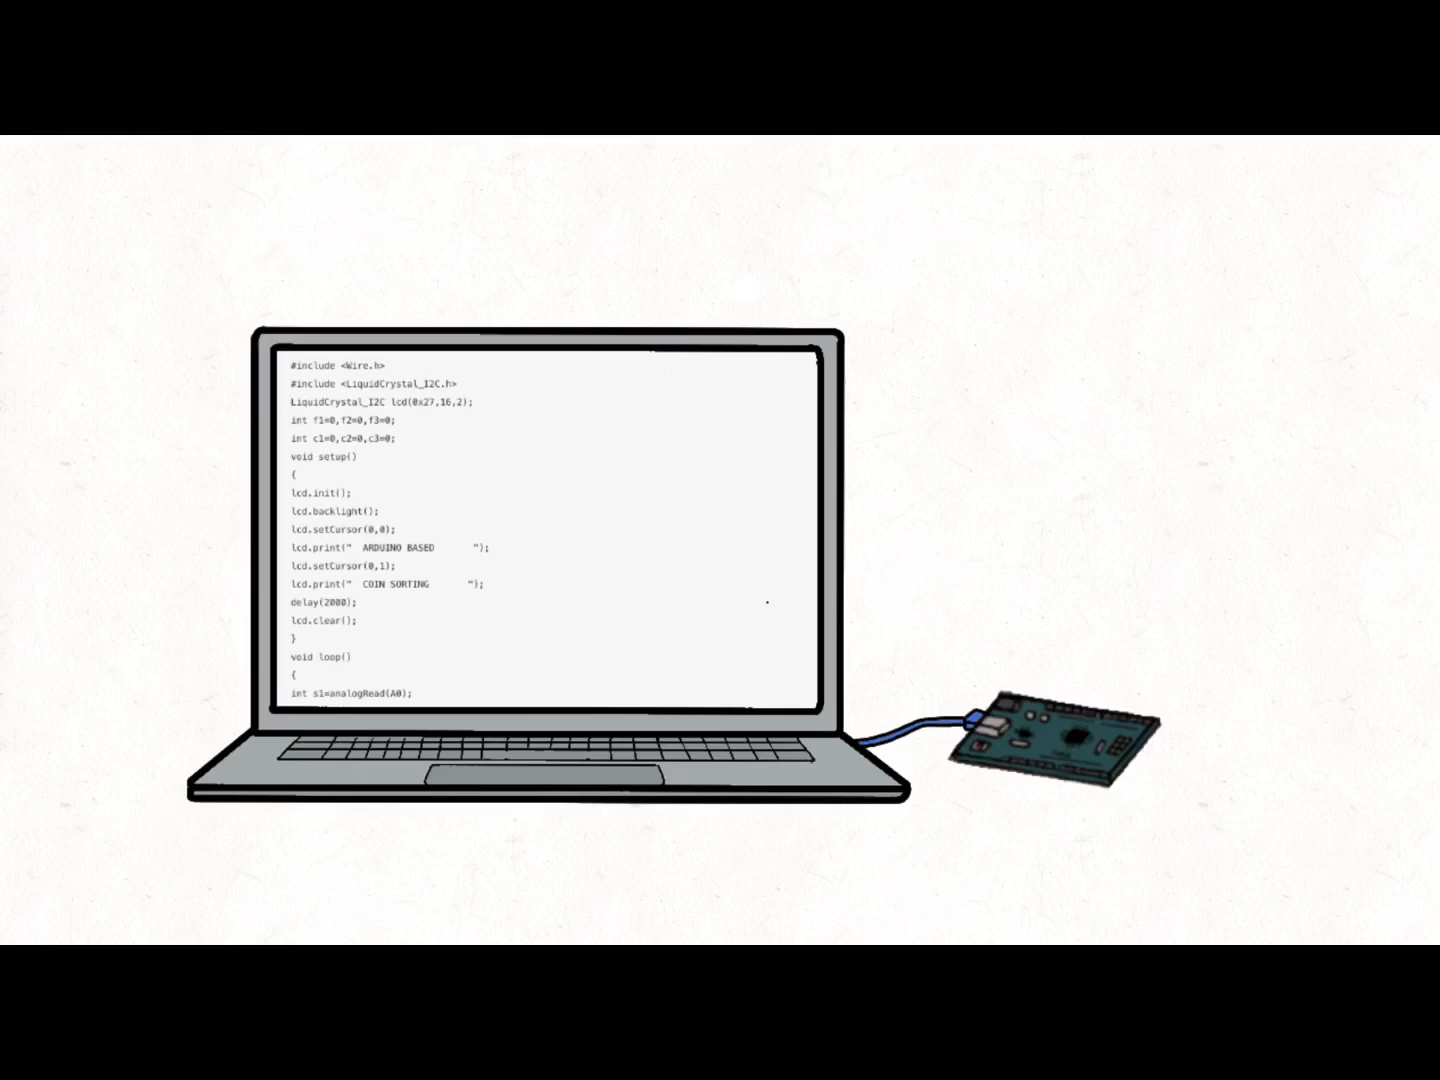 #include <Wire.h>
#include <LiquidCrystal_I2C.h>
LiquidCrystal_I2C lcd(0x27,16,2);
int f1=0,f2=0,f3=0;
int c1=0,c2=0,c3=0;
void setup()
{
lcd.init();
lcd.backlight();
lcd.setCursor(0,0);
lcd.print("  ARDUINO BASED       ");
lcd.setCursor(0,1);
lcd.print("  COIN SORTING       ");
delay(2000);
lcd.clear();
}
void loop()
{
int s1=analogRead(A0);